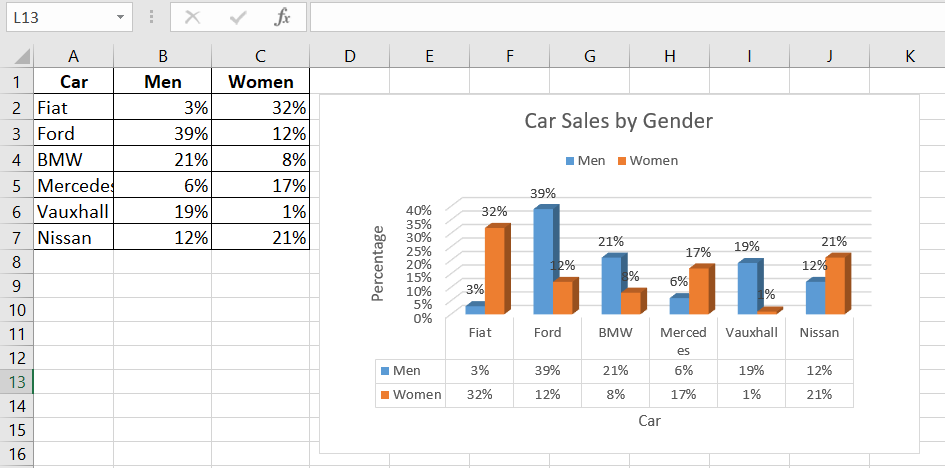 L13
fx
A B C D E F G H I J K
1 Car Men Women
2 Fiat 3% 32%
3 Ford 39% 12%
4 BMW 21% 8%
5 Mercedes 6% 17%
6 Vauxhall 19% 1%
7 Nissan 12% 21%
8
9
10
11
12
13
14
15
16
Car Sales by Gender
Men Women
40%
35%
30%
25%
20%
15%
10%
5%
0%
Percentage
3% 32% 39% 12% 21% 8% 6% 17% 19% 1% 12% 21%
Fiat Ford BMW Merced Vauxhall Nissan
es
Men 3% 39% 21% 6% 19% 12%
Women 32% 12% 8% 17% 1% 21%
Car